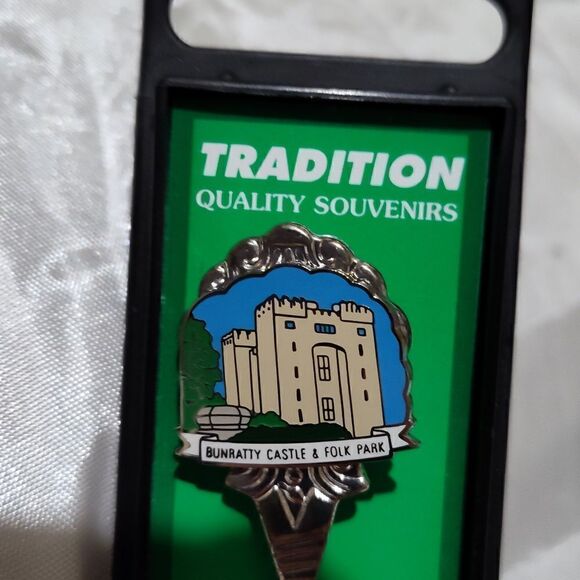 TRADITION
QUALITY SOUVENIRS
BUNRATTY CASTLE & FOLK PARK